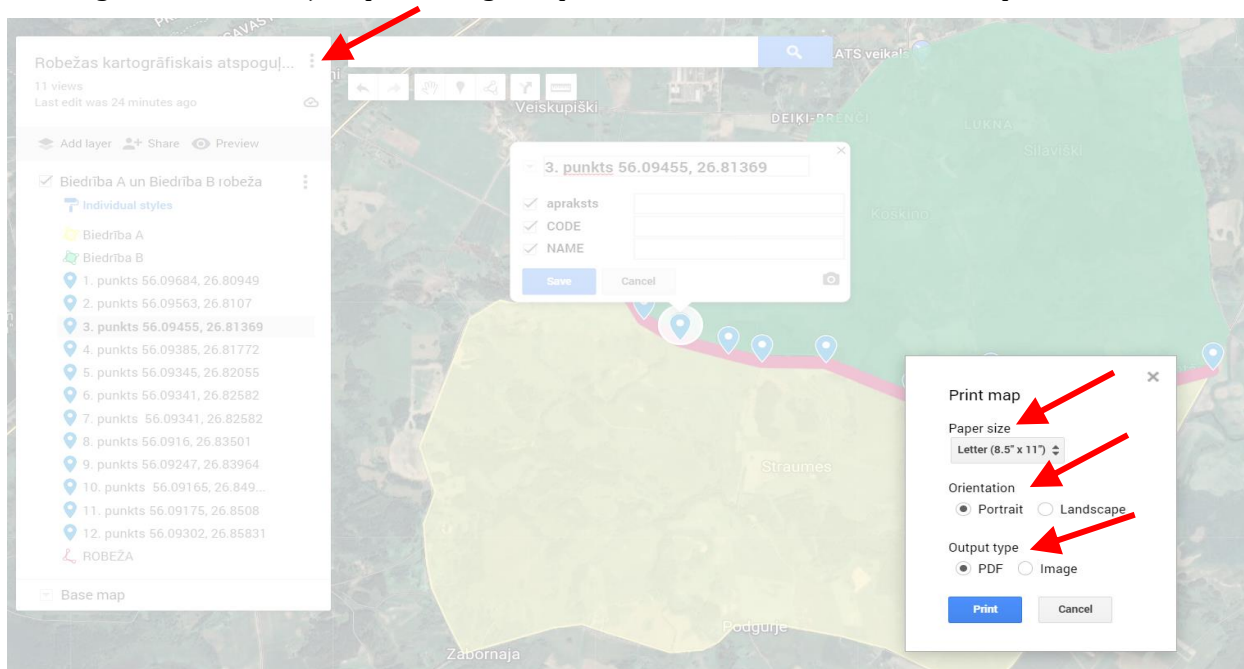 Robežas kartogrāfiskais atspoguļ...
11 views
Last edit was 24 minutes ago
Add layer Share Preview
Biedrība A un Biedrība B robeža
Individual styles
Biedrība A
Biedrība B
1. punkts 56.09684, 26.80949
2. punkts 56.09563, 26.8107
3. punkts 56.09455, 26.81369
4. punkts 56.09385, 26.81772
5. punkts 56.09345, 26.82055
6. punkts 56.09341, 26.82582
7. punkts 56.09341, 26.82582
8. punkts 56.0916, 26.83501
9. punkts 56.09247, 26.83964
10. punkts 56.09165, 26.849...
11. punkts 56.09175, 26.8508
12. punkts 56.09302, 26.85831
ROBEŽA
Base map
ATS veikals
Veiskupiški
DEIĶI-DRENČI
LUKNA
Silaviški
3. punkts 56.09455, 26.81369
apraksts
CODE
NAME
Save Cancel
Koškino
Straumes
Podgurje
Zabornaja
Print map
Paper size
Letter (8.5" x 11")
Orientation
Portrait Landscape
Output type
PDF Image
Print Cancel